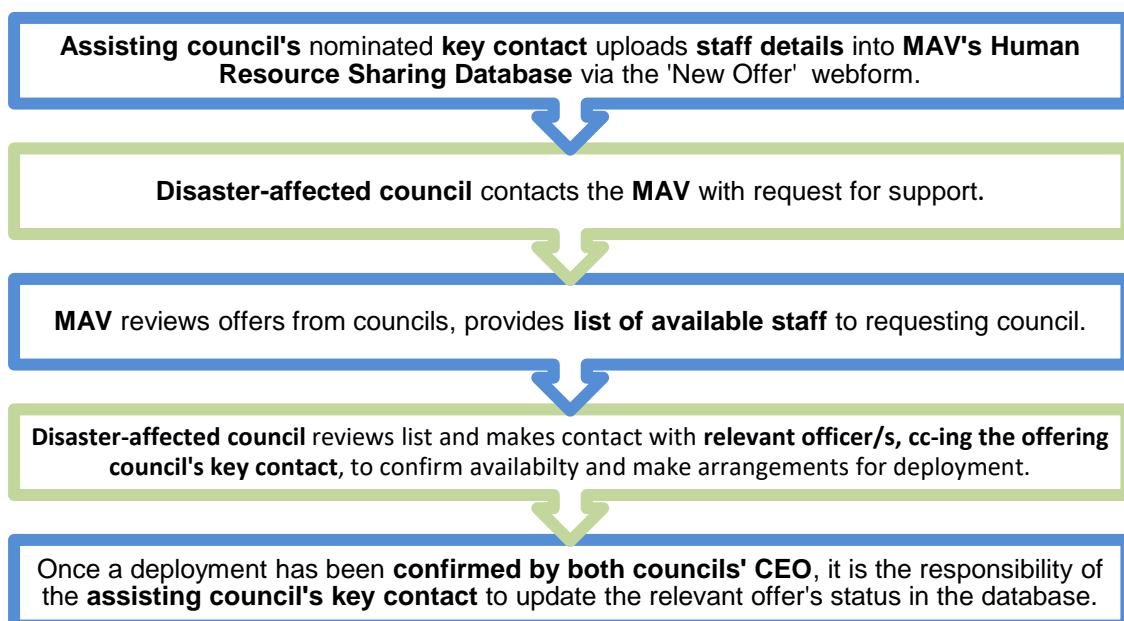 Assisting council's nominated key contact uploads staff details into MAV's Human
Resource Sharing Database via the 'New Offer' webform.
Disaster-affected council contacts the MAV with request for support.
MAV reviews offers from councils, provides list of available staff to requesting council.
Disaster-affected council reviews list and makes contact with relevant officer/s, cc-ing the offering
council's key contact, to confirm availabilty and make arrangements for deployment.
Once a deployment has been confirmed by both councils' CEO, it is the responsibility of
the assisting council's key contact to update the relevant offer's status in the database.